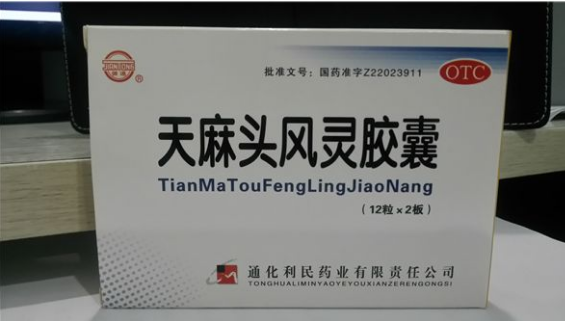 批准文号：国药准字Z22023911
OTC
天麻头风灵胶囊
TianMaTouFengLingJiaoNang
（12粒×2板）
通化利民药业有限责任公司
TONGHUALIMINYAOYEYOUXIANZERENGONGSI